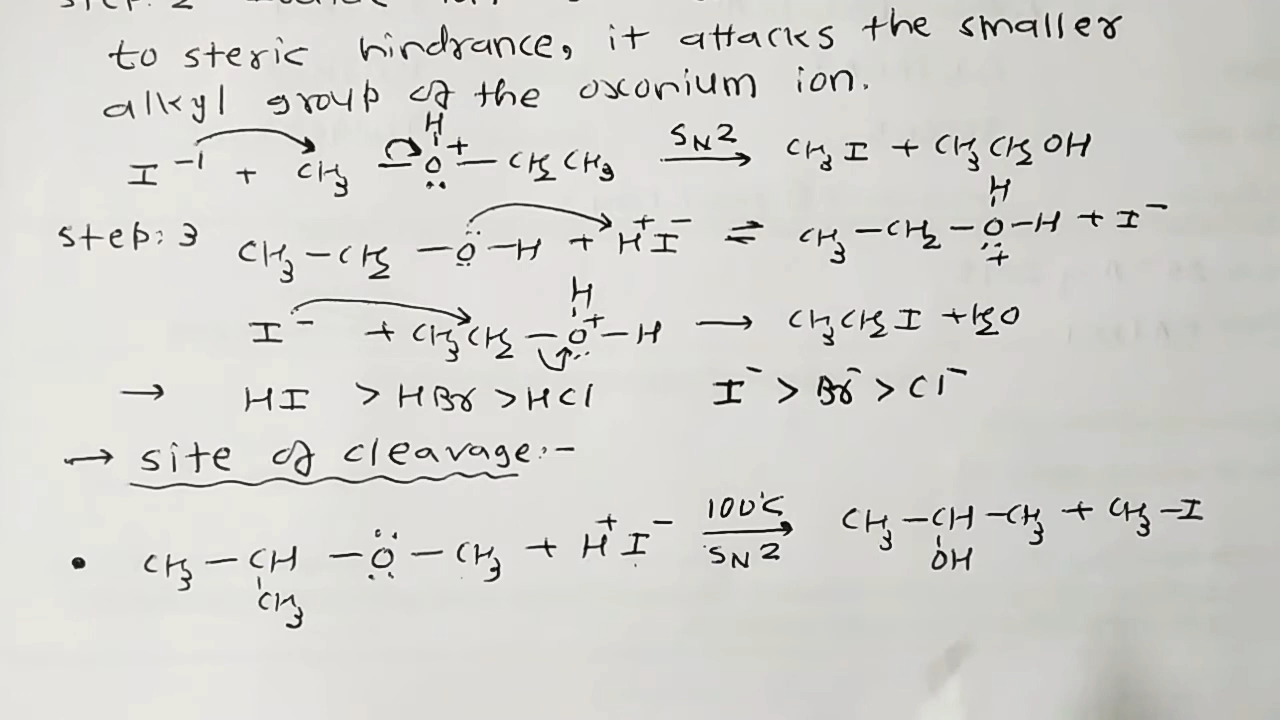 to steric hindrance, it attacks the smaller
alkyl group of the oxonium ion.
H
I⁻¹ + CH₃ — O⁺ — CH₂CH₃ SN2 → CH₃I + CH₃CH₂OH
H
step: 3 CH₃ — CH₂ — O — H + H⁺I⁻ ⇌ CH₃ — CH₂ — O — H + I⁻
+
H
I⁻ + CH₃CH₂ — O⁺ — H → CH₃CH₂I + H₂O
→ HI > HBr > HCl I⁻ > Br⁻ > Cl⁻
→ site of cleavage:-
• CH₃ — CH — O — CH₃ + H⁺I⁻ 100°C → SN2 CH₃ — CH — CH₃ + CH₃ — I
CH₃ OH